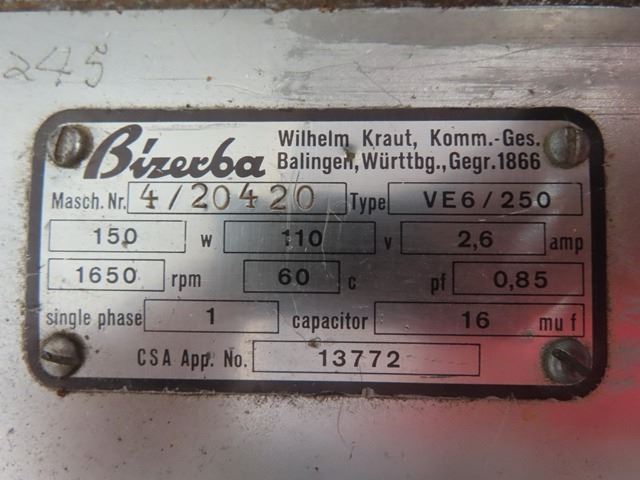 245
Bizerba Wilhelm Kraut, Komm.-Ges.
Balingen, Württbg., Gegr. 1866
Masch. Nr. 4/20420 Type VE6/250
150 w 110 v 2,6 amp
1650 rpm 60 c pf 0,85
single phase 1 capacitor 16 muf
CSA App. No. 13772